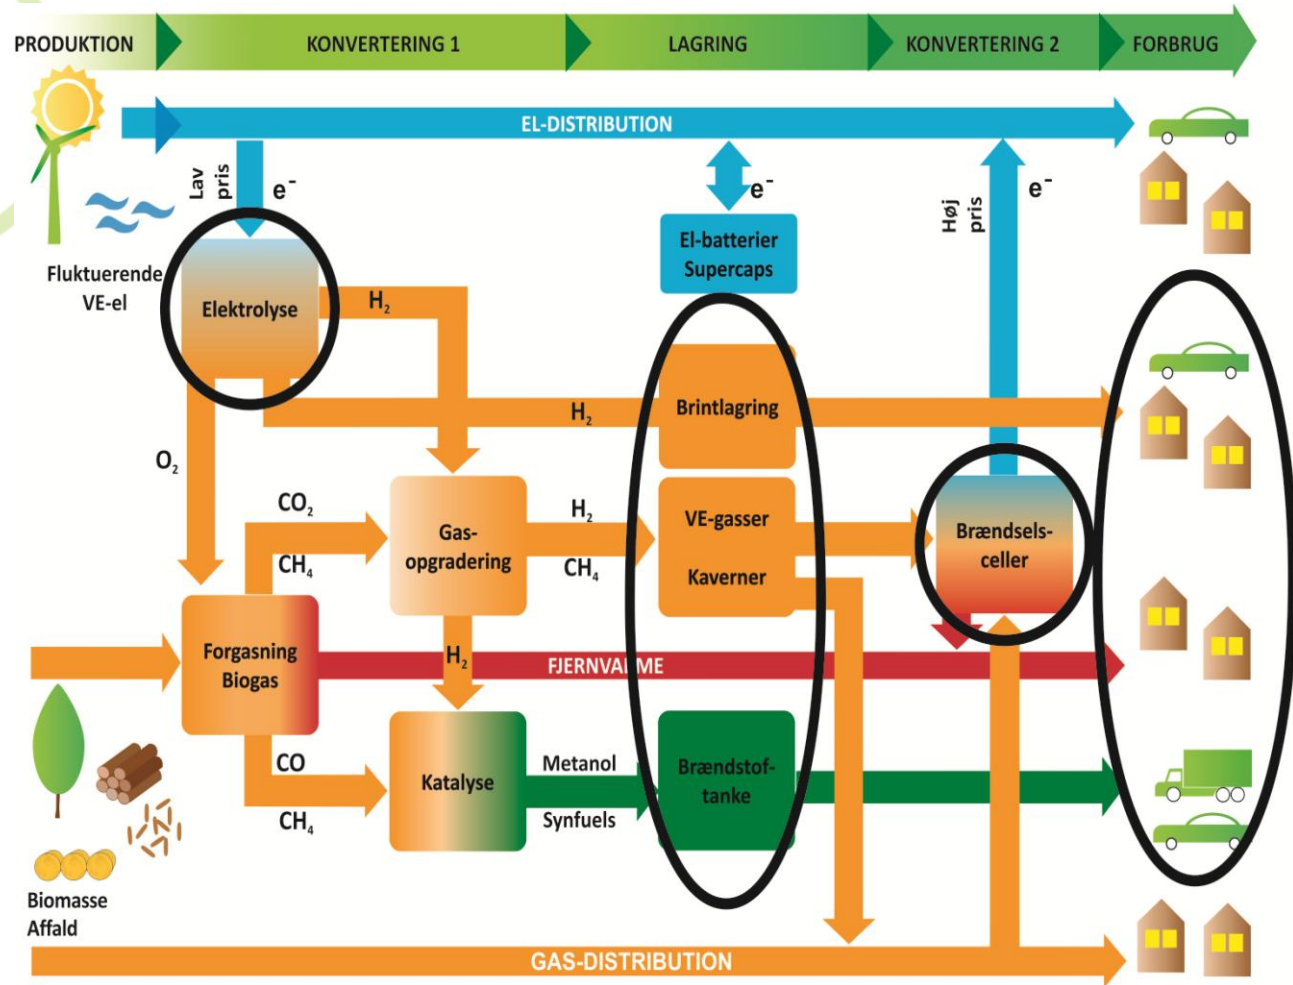 PRODUKTION
KONVERTERING 1
LAGRING
KONVERTERING 2
FORBRUG
EL-DISTRIBUTION
Lav
pris
e⁻
e⁻
Høj
pris
e⁻
Fluktuerende
VE-el
Elektrolyse
H₂
El-batterier
Supercaps
H₂
Brintlagring
O₂
CO₂
CH₄
Gas-
opgradering
H₂
CH₄
VE-gasser
Kaverner
Brændsels-
celler
Forgasning
Biogas
H₂
FJERNVARME
CO
CH₄
Katalyse
Metanol
Synfuels
Brændstof-
tanke
Biomasse
Affald
GAS-DISTRIBUTION